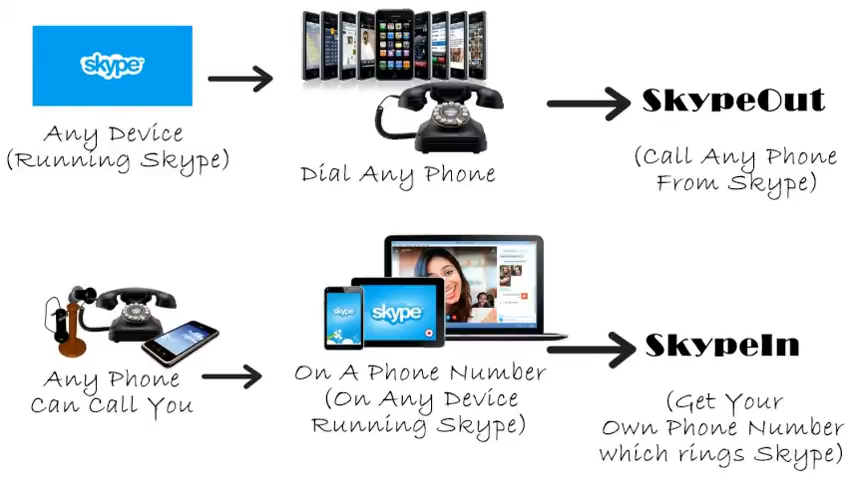 skype
Any Device
(Running Skype)
Dial Any Phone
SkypeOut
(Call Any Phone
From Skype)
Any Phone
Can Call You
skype
skype
On A Phone Number
(On Any Device
Running Skype)
SkypeIn
(Get Your
Own Phone Number
which rings Skype)